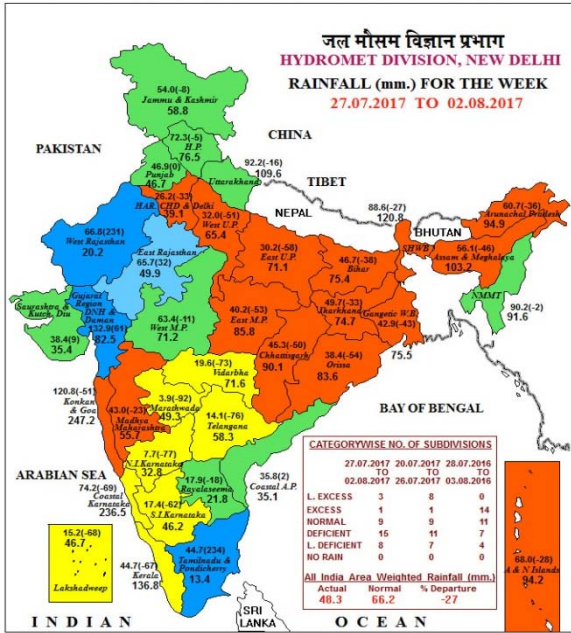 जल मौसम विज्ञान प्रभाग
HYDROMET DIVISION, NEW DELHI
RAINFALL (mm.) FOR THE WEEK
27.07.2017 TO 02.08.2017
54.0(-8)
Jammu & Kashmir
58.8
CHINA
72.3(-5)
H.P.
76.5
PAKISTAN
46.9(0)
Punjab
46.7
92.2(-16)
Uttarakhand
109.6
TIBET
26.2(-33)
HAR. CHD & Delhi
39.1
32.0(-51)
West U.P.
65.4
NEPAL
88.6(-27)
120.8
BHUTAN
SHWB
60.7(-36)
Arunachal Pradesh
94.9
66.8(231)
West Rajasthan
20.2
East Rajasthan
65.7(32)
49.9
30.2(-58)
East U.P.
71.1
46.7(-38)
Bihar
75.4
56.1(-46)
Assam & Meghalaya
103.2
NMMT
90.2(-2)
91.6
Saurashtra &
Kutch, Diu
38.4(9)
35.4
Gujarat
Region
DNH &
Daman
132.9(61)
82.5
63.4(-11)
West M.P.
71.2
40.2(-53)
East M.P.
85.8
49.7(-33)
Jharkhand
74.7
Gangetic W.B.
42.9(-43)
75.5
45.3(-50)
Chhattisgarh
90.1
38.4(-54)
Orissa
83.6
19.6(-73)
Vidarbha
71.6
120.8(-51)
Konkan
& Goa
247.2
43.0(-23)
Madhya
Maharashtra
55.7
3.9(-92)
Marathwada
49.3
14.1(-76)
Telangana
58.3
BAY OF BENGAL
ARABIAN SEA
7.7(-77)
N.I.Karnataka
32.8
17.9(-18)
Rayalaseema
21.8
35.8(2)
Coastal A.P.
35.1
74.2(-69)
Coastal
Karnataka
236.5
17.4(-62)
S.I.Karnataka
46.2
15.2(-68)
46.7
Lakshadweep
44.7(-67)
Kerala
136.8
44.7(234)
Tamilnadu &
Pondicherry
13.4
CATEGORYWISE NO. OF SUBDIVISIONS
27.07.2017 20.07.2017 28.07.2016
TO TO TO
02.08.2017 26.07.2017 03.08.2016
L. EXCESS 3 8 0
EXCESS 1 1 14
NORMAL 9 9 11
DEFICIENT 15 11 7
L. DEFICIENT 8 7 4
NO RAIN 0 0 0
All India Area Weighted Rainfall (mm.)
Actual Normal % Departure
48.3 66.2 -27
68.0(-28)
A & N Islands
94.2
SRI
LANKA
INDIAN OCEAN